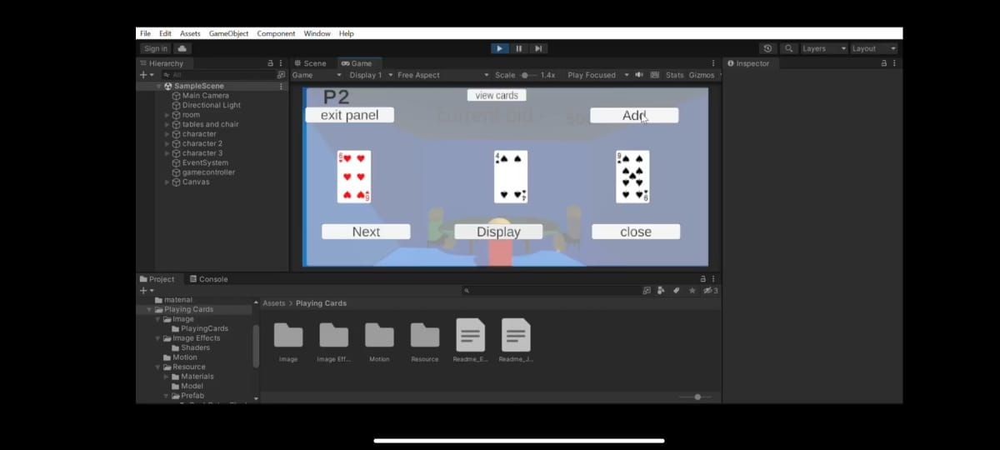 File Edit Assets GameObject Component Window Help
Sign in Layers Layout
Hierarchy Scene Game Inspector
All Game Display 1 Free Aspect Scale 1.4x Play Focused Stats Gizmos
SampleScene
Main Camera
Directional Light
room
tables and chair
character
character 2
character 3
EventSystem
gamecontroller
Canvas
P2 view cards
exit panel current bid Add
6 4 9
6 4 9
Next Display close
Project Console
3
material
Playing Cards
Image
PlayingCards
Image Effects
Shaders
Motion
Resource
Materials
Model
Prefab
Assets > Playing Cards
Image Image Eff... Motion Resource Readme_E... Readme_J...